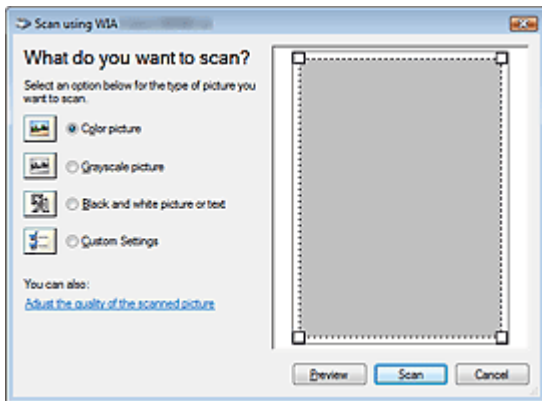 Scan using WIA
What do you want to scan?
Select an option below for the type of picture you
want to scan.
Color picture
Grayscale picture
Black and white picture or text
Custom Settings
You can also:
Adjust the quality of the scanned picture
Preview
Scan
Cancel